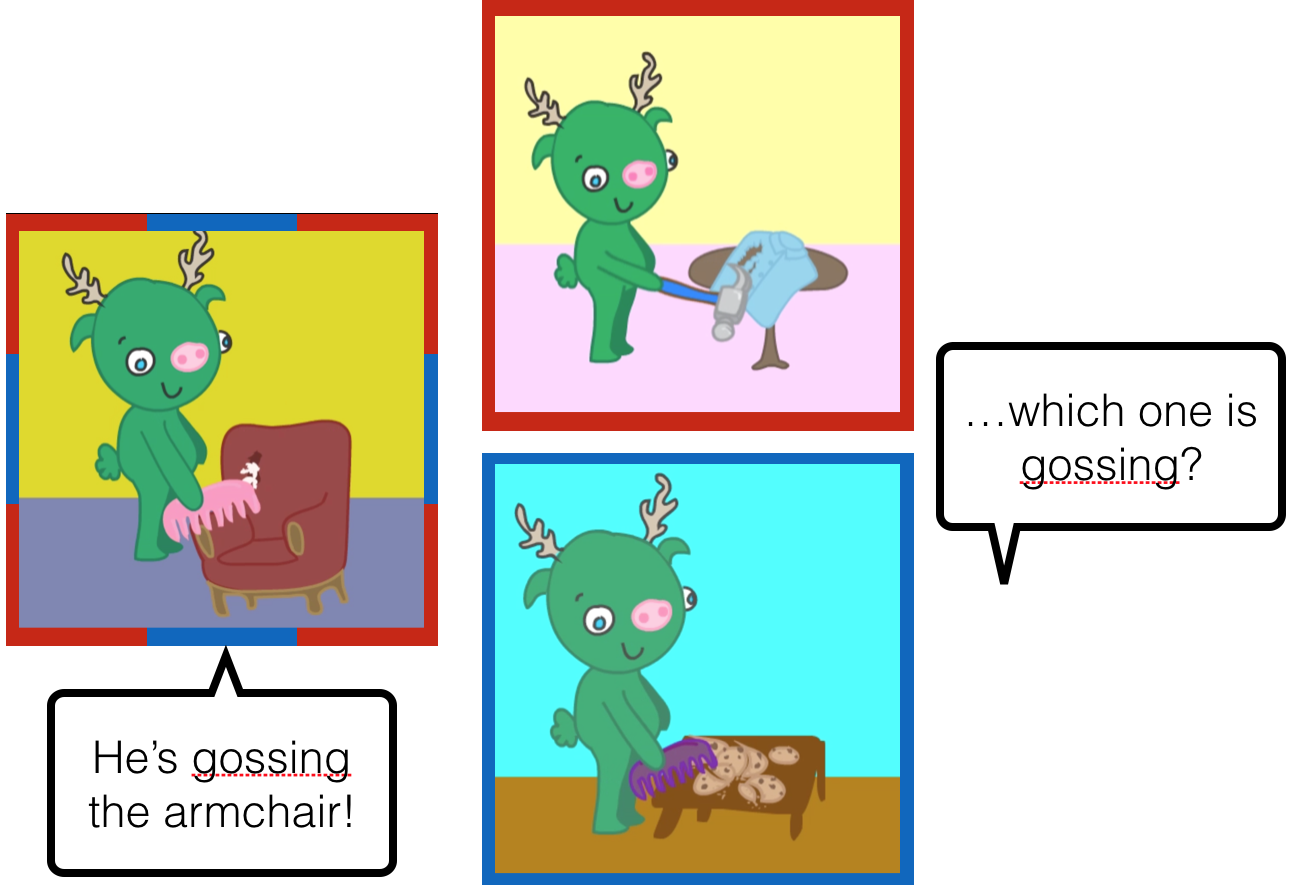 He’s gossing
the armchair!
…which one is
gossing?